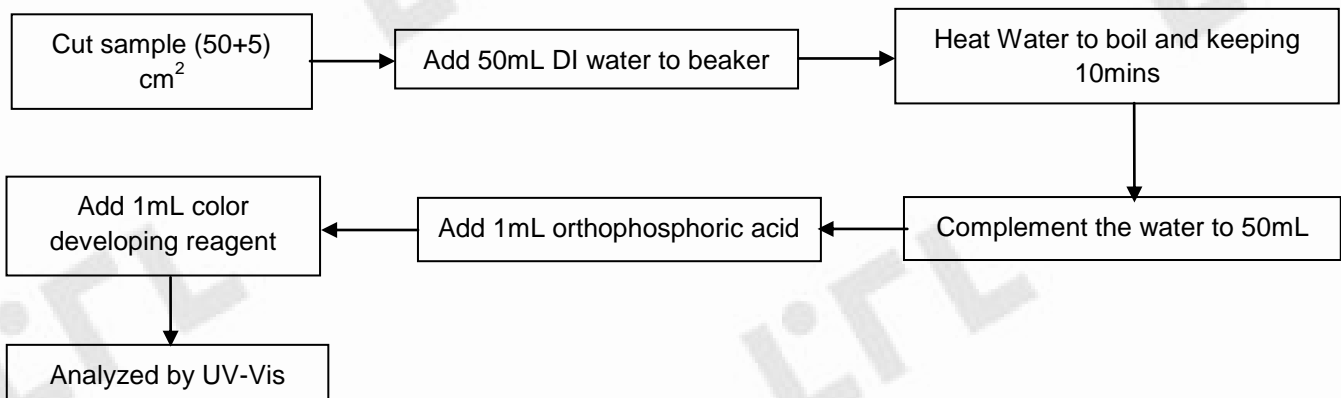 Cut sample (50+5)
cm²
Add 50mL DI water to beaker
Heat Water to boil and keeping
10mins
Complement the water to 50mL
Add 1mL orthophosphoric acid
Add 1mL color
developing reagent
Analyzed by UV-Vis